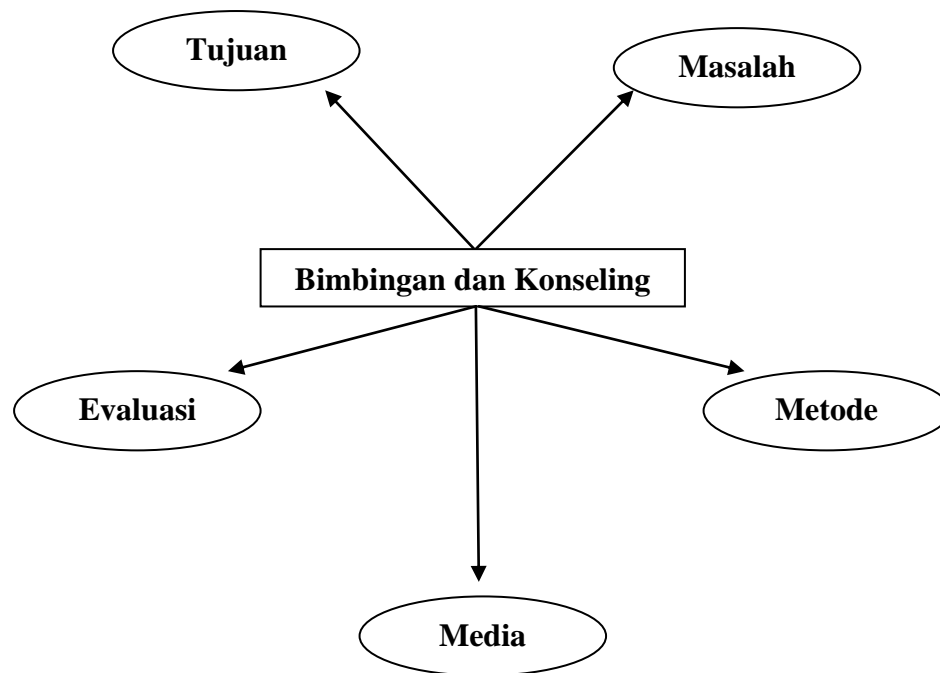 Tujuan
Masalah
Bimbingan dan Konseling
Evaluasi
Metode
Media